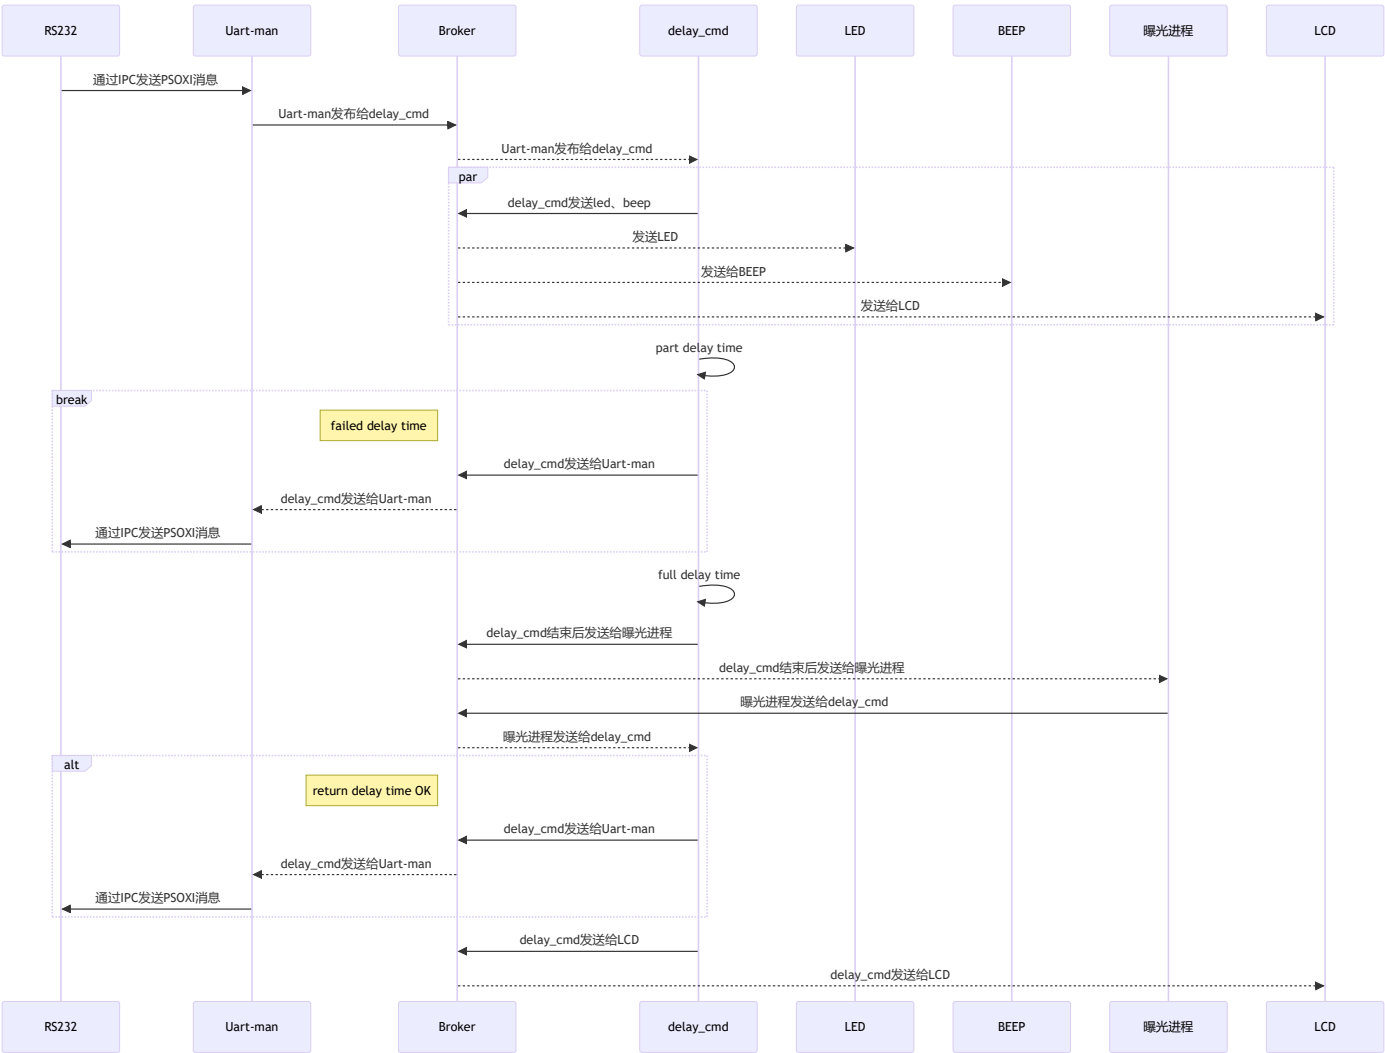 RS232
Uart-man
Broker
delay_cmd
LED
BEEP
曝光进程
LCD
通过IPC发送PSOXI消息
Uart-man发布给delay_cmd
Uart-man发布给delay_cmd
par
delay_cmd发送led、beep
发送LED
发送给BEEP
发送给LCD
part delay time
break
failed delay time
delay_cmd发送给Uart-man
delay_cmd发送给Uart-man
通过IPC发送PSOXI消息
full delay time
delay_cmd结束后发送给曝光进程
delay_cmd结束后发送给曝光进程
曝光进程发送给delay_cmd
曝光进程发送给delay_cmd
alt
return delay time OK
delay_cmd发送给Uart-man
delay_cmd发送给Uart-man
通过IPC发送PSOXI消息
delay_cmd发送给LCD
delay_cmd发送给LCD
RS232
Uart-man
Broker
delay_cmd
LED
BEEP
曝光进程
LCD